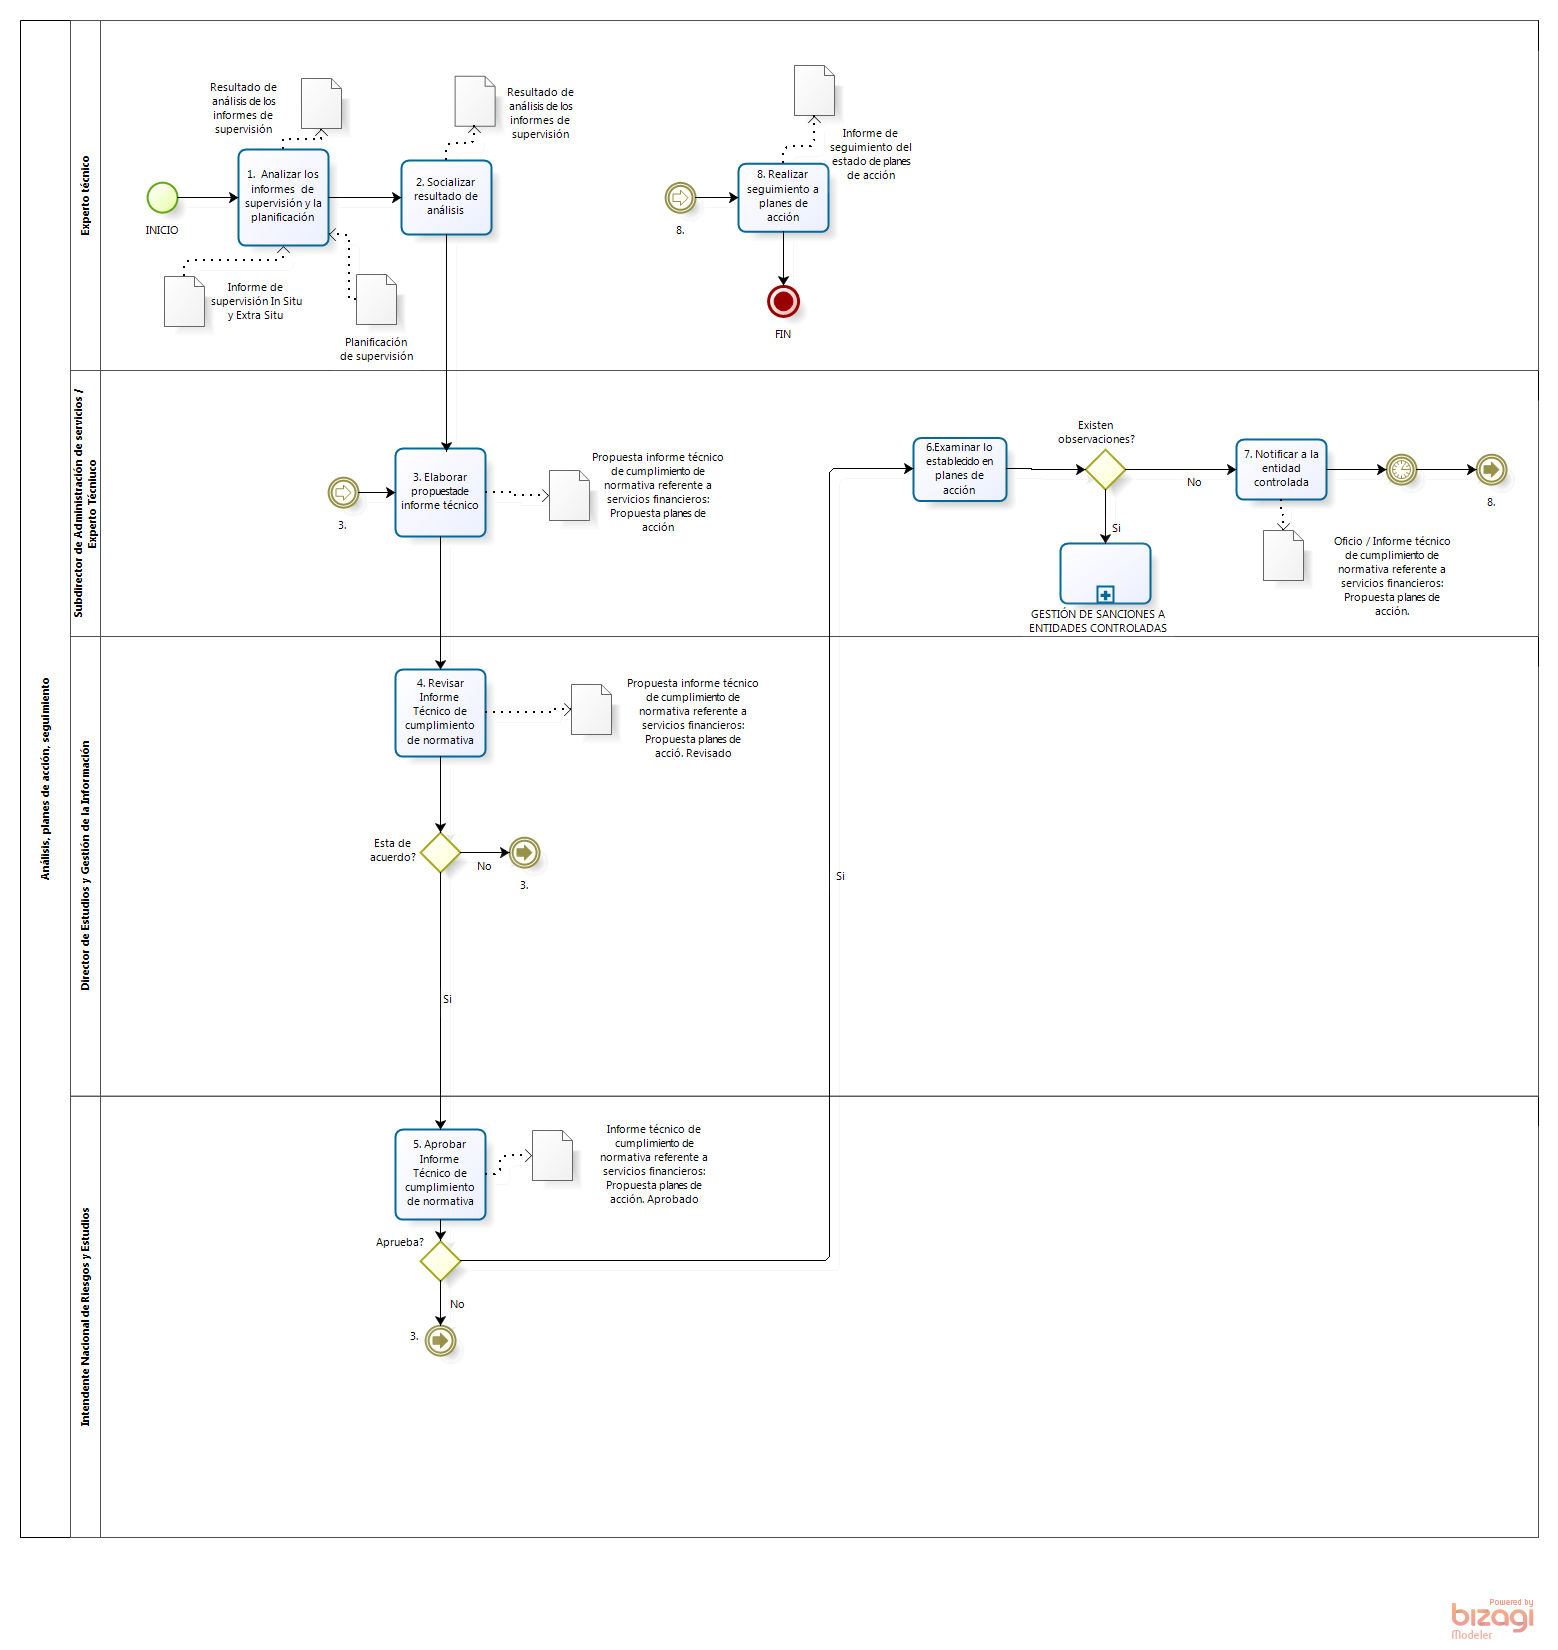 Análisis, planes de acción, seguimiento
Experto técnico
Resultado de
análisis de los
informes de
supervisión
Resultado de
análisis de los
informes de
supervisión
Informe de
seguimiento del
estado de planes
de acción
INICIO
1. Analizar los
informes de
supervisión y la
planificación
2. Socializar
resultado de
análisis
8.
8. Realizar
seguimiento a
planes de
acción
Informe de
supervisión In Situ
y Extra Situ
Planificación
de supervisión
FIN
Subdirector de Administración de servicios /
Experto Técniuco
3.
3. Elaborar
propuesta de
informe técnico
Propuesta informe técnico
de cumplimiento de
normativa referente a
servicios financieros:
Propuesta planes de
acción
6.Examinar lo
establecido en
planes de
acción
Existen
observaciones?
No
Si
7. Notificar a la
entidad
controlada
8.
GESTIÓN DE SANCIONES A
ENTIDADES CONTROLADAS
Oficio / Informe técnico
de cumplimiento de
normativa referente a
servicios financieros:
Propuesta planes de
acción.
Director de Estudios y Gestión de la Información
4. Revisar
Informe
Técnico de
cumplimiento
de normativa
Propuesta informe técnico
de cumplimiento de
normativa referente a
servicios financieros:
Propuesta planes de
acció. Revisado
Esta de
acuerdo?
No
3.
Si
Si
Intendente Nacional de Riesgos y Estudios
5. Aprobar
Informe
Técnico de
cumplimiento
de normativa
Informe técnico de
cumplimiento de
normativa referente a
servicios financieros:
Propuesta planes de
acción. Aprobado
Aprueba?
No
3.
Powered by
bizagi
Modeler